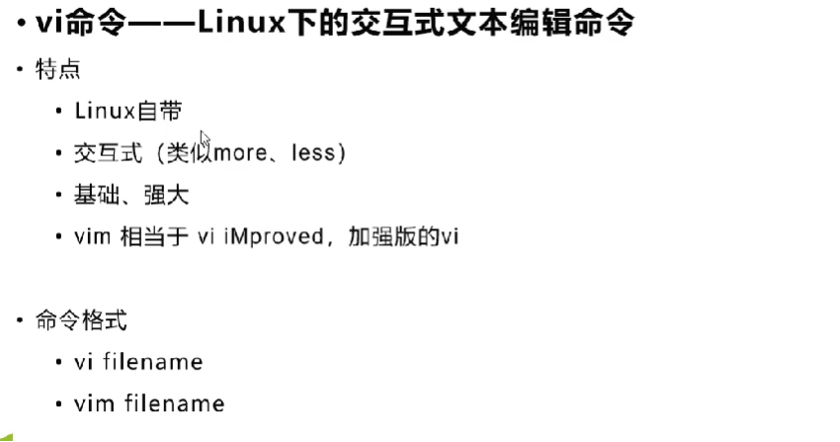 • vi命令——Linux下的交互式文本编辑命令
• 特点
• Linux自带
• 交互式（类似more、less）
• 基础、强大
• vim 相当于 vi iMproved，加强版的vi
• 命令格式
• vi filename
• vim filename